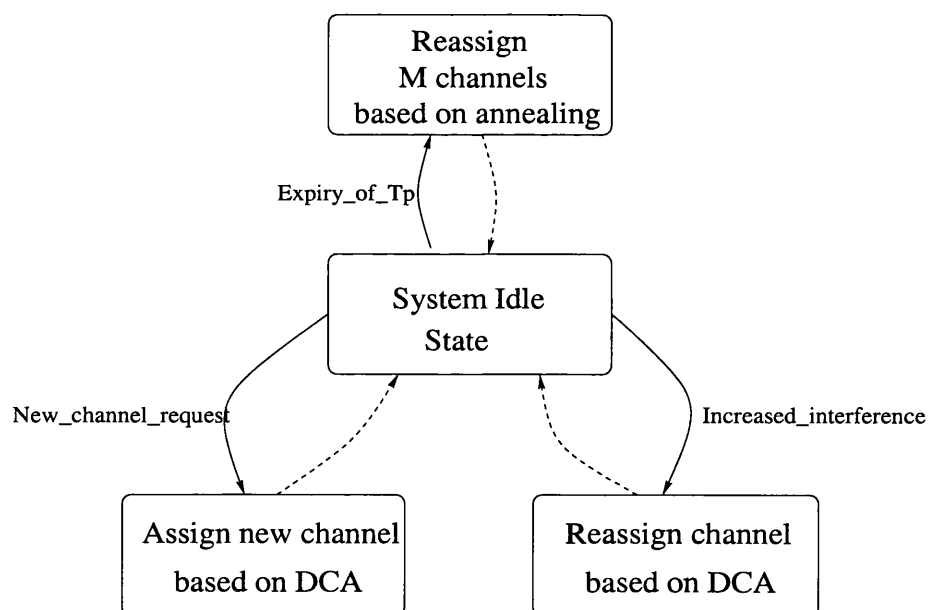 Reassign
M channels
based on annealing
Expiry_of_Tp
System Idle
State
New_channel_request
Increased_interference
Assign new channel
based on DCA
Reassign channel
based on DCA